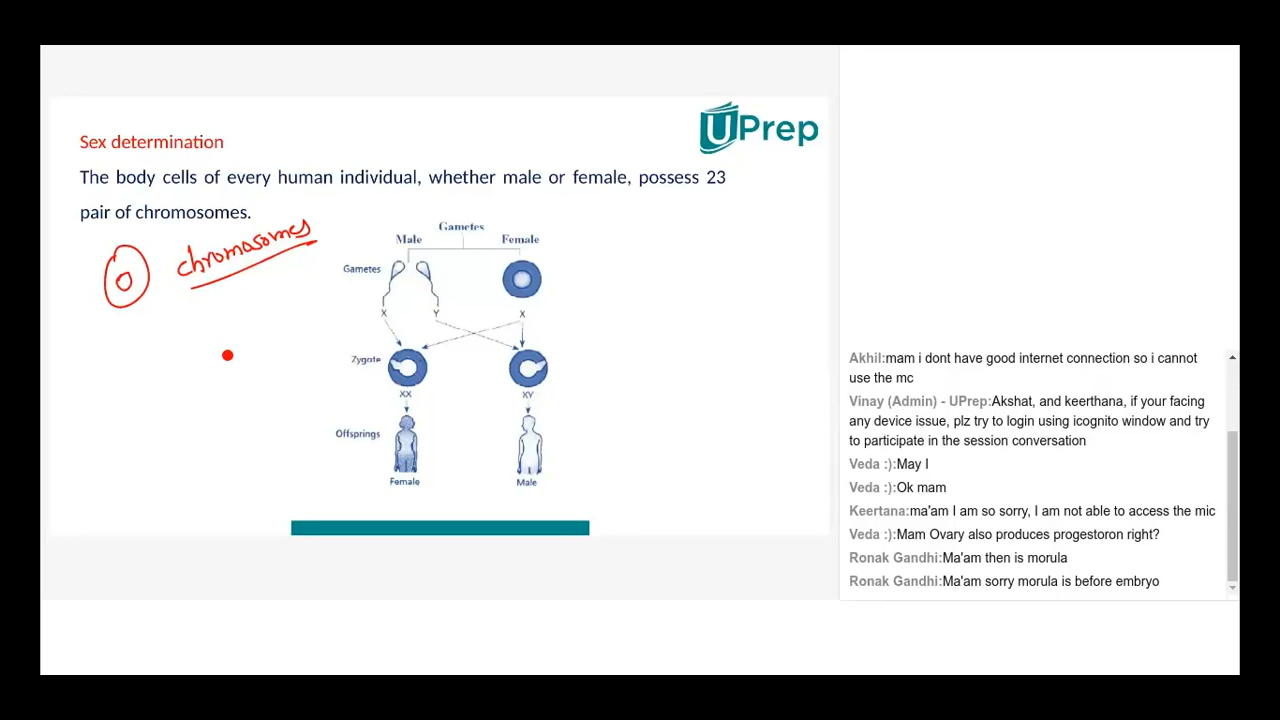 UPrep
Sex determination
The body cells of every human individual, whether male or female, possess 23
pair of chromosomes.
chromosomes
Gametes
Male Female
Gametes
X Y X
Zygote
XX XY
Offsprings
Female Male
Akhil:mam i dont have good internet connection so i cannot
use the mc
Vinay (Admin) - UPrep:Akshat, and keerthana, if your facing
any device issue, plz try to login using icognito window and try
to participate in the session conversation
Veda :):May I
Veda :):Ok mam
Keertana:ma'am I am so sorry, I am not able to access the mic
Veda :):Mam Ovary also produces progestoron right?
Ronak Gandhi:Ma'am then is morula
Ronak Gandhi:Ma'am sorry morula is before embryo